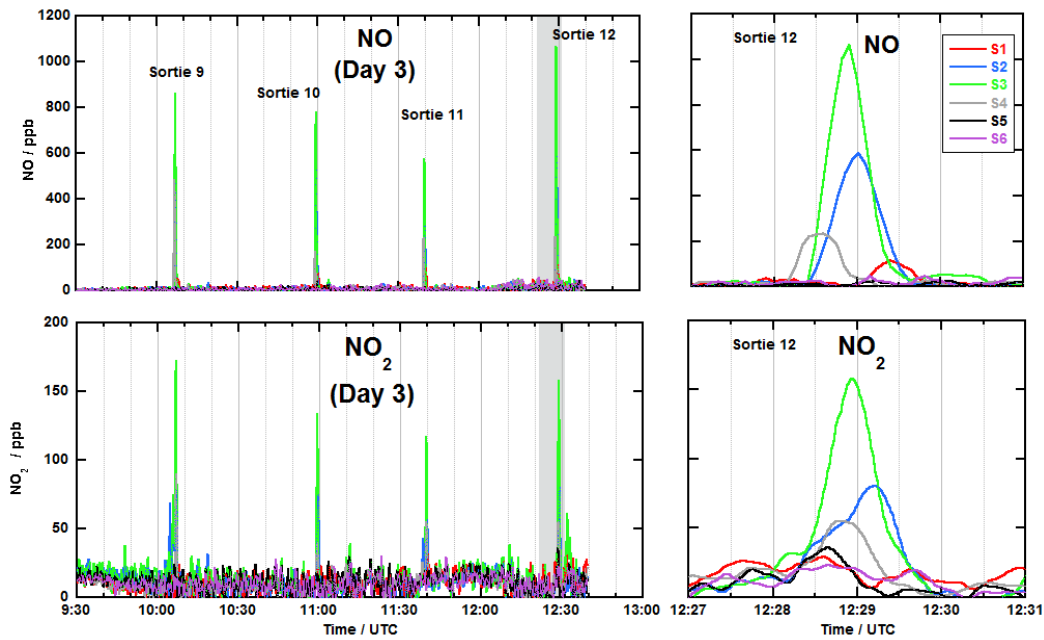 NO
(Day 3)
Sortie 9
Sortie 10
Sortie 11
Sortie 12
NO / ppb
1200
1000
800
600
400
200
0
Sortie 12
NO
S1
S2
S3
S4
S5
S6
NO2
(Day 3)
NO2 / ppb
200
150
100
50
0
9:30 10:00 10:30 11:00 11:30 12:00 12:30 13:00
Time / UTC
Sortie 12
NO2
12:27 12:28 12:29 12:30 12:31
Time / UTC